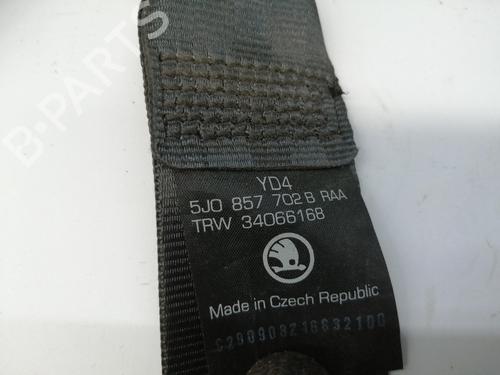 B-PARTS
YD4
5J0 857 702 B RAA
TRW 34066168
Made in Czech Republic